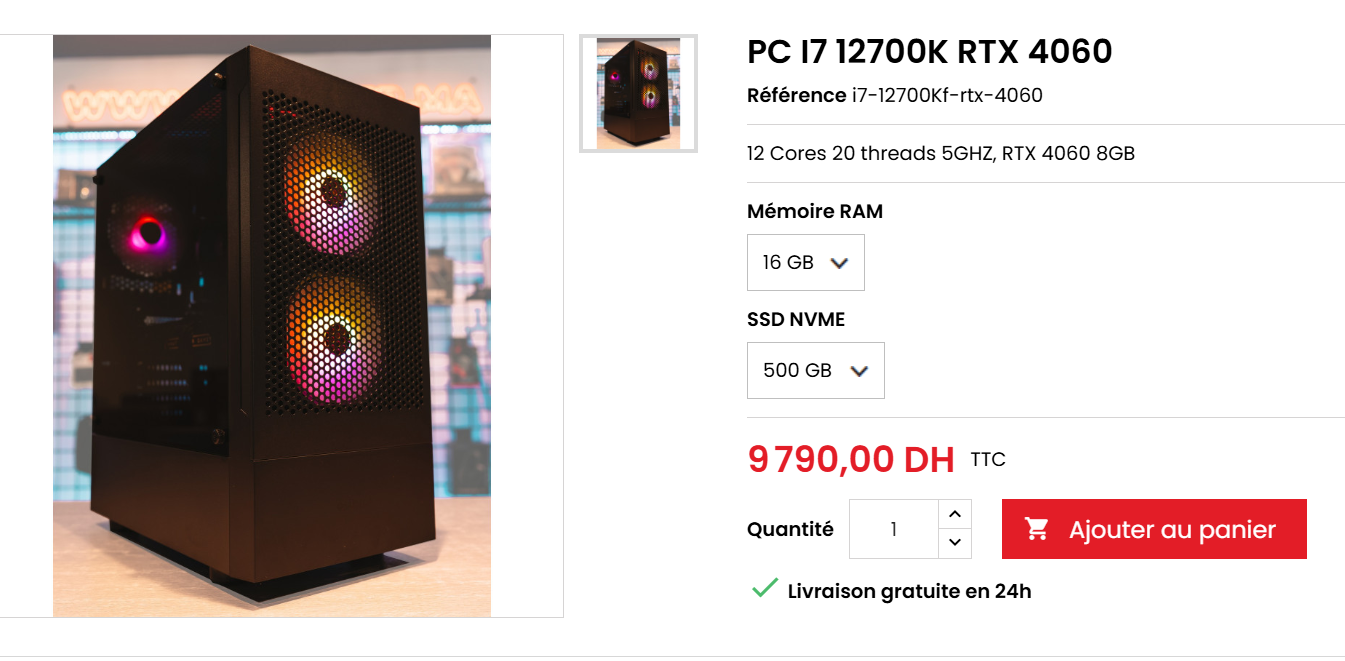 PC I7 12700K RTX 4060
Référence i7-12700Kf-rtx-4060
12 Cores 20 threads 5GHZ, RTX 4060 8GB
Mémoire RAM
16 GB
SSD NVME
500 GB
9 790,00 DH TTC
Quantité 1 Ajouter au panier
Livraison gratuite en 24h